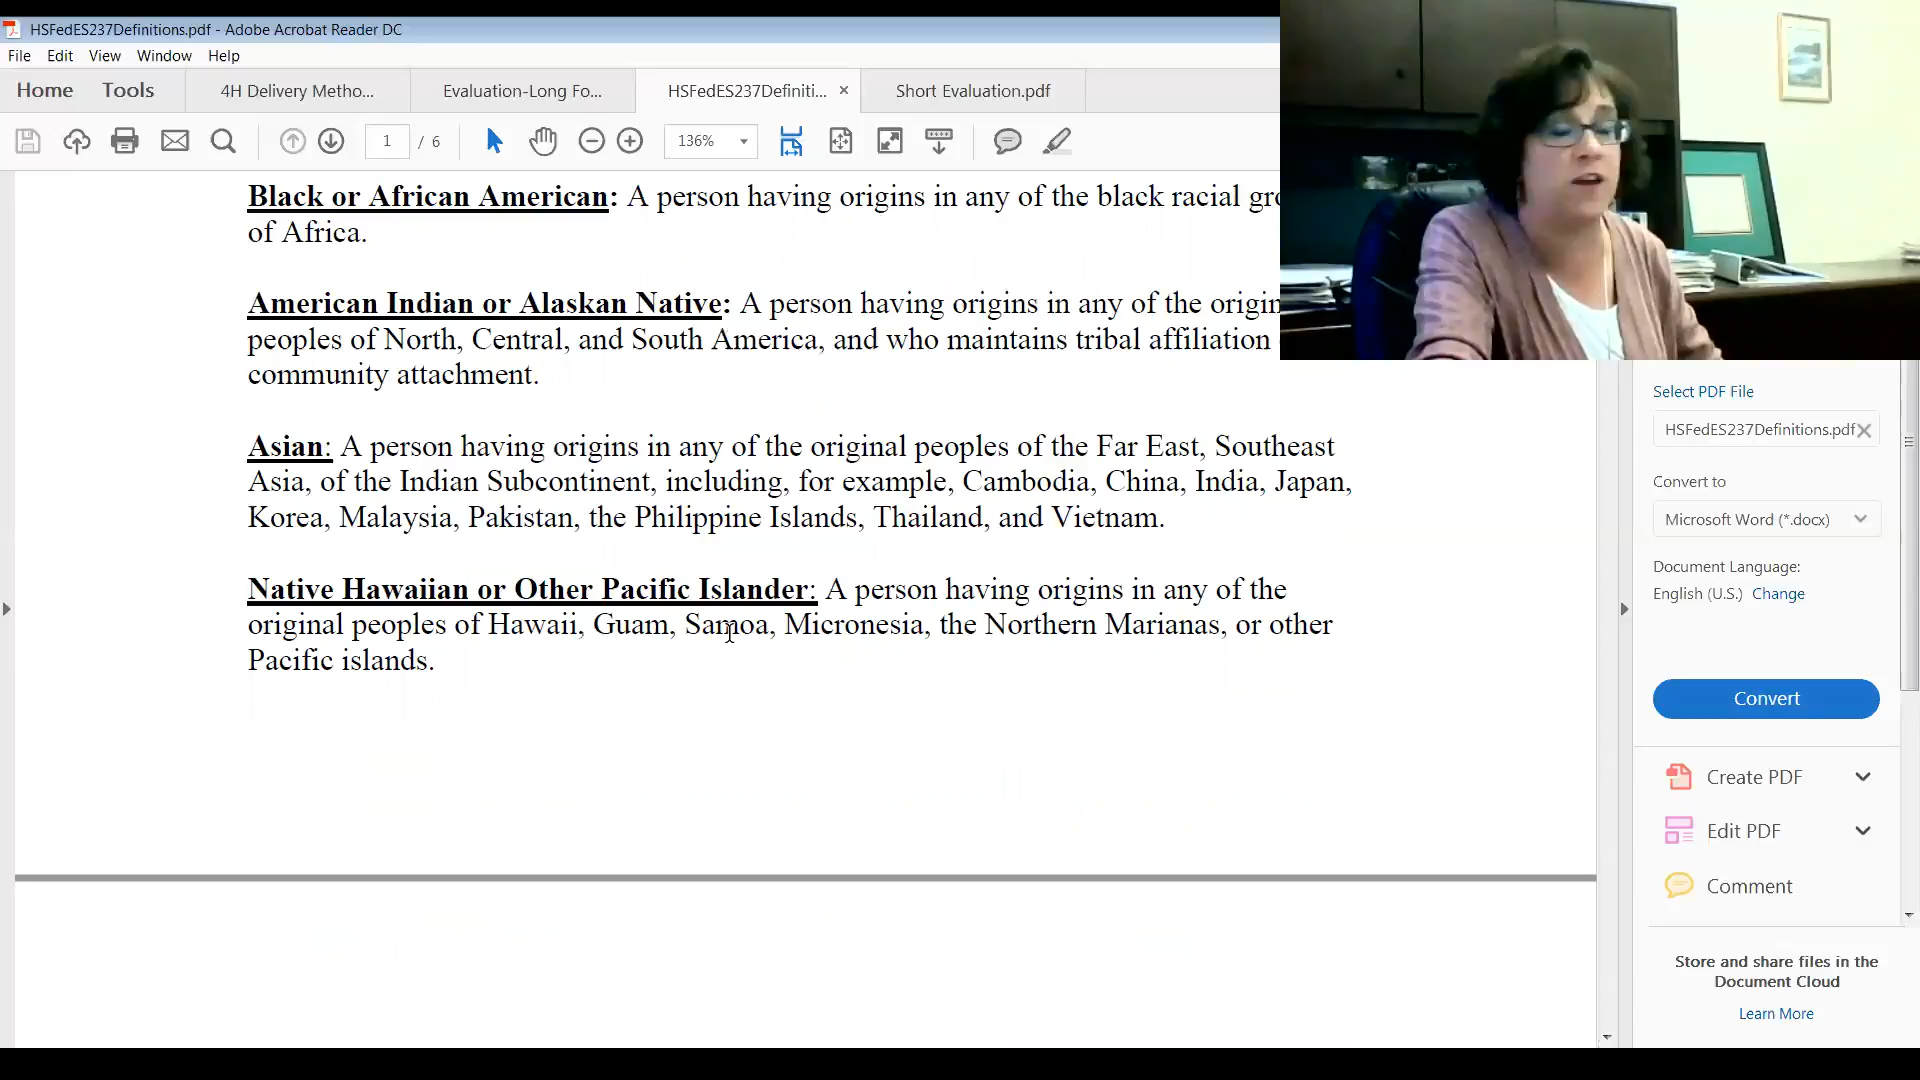 HSFedES237Definitions.pdf - Adobe Acrobat Reader DC
File Edit View Window Help
Home Tools 4H Delivery Metho... Evaluation-Long Fo... HSFedES237Definiti... Short Evaluation.pdf
1 / 6 136%
Black or African American: A person having origins in any of the black racial
of Africa.
American Indian or Alaskan Native: A person having origins in any of the
peoples of North, Central, and South America, and who maintains tribal affiliation
community attachment.
Asian: A person having origins in any of the original peoples of the Far East, Southeast
Asia, of the Indian Subcontinent, including, for example, Cambodia, China, India, Japan,
Korea, Malaysia, Pakistan, the Philippine Islands, Thailand, and Vietnam.
Native Hawaiian or Other Pacific Islander: A person having origins in any of the
original peoples of Hawaii, Guam, Samoa, Micronesia, the Northern Marianas, or other
Pacific islands.
Select PDF File
HSFedES237Definitions.pdf
Convert to
Microsoft Word (*.docx)
Document Language:
English (U.S.) Change
Convert
Create PDF
Edit PDF
Comment
Store and share files in the
Document Cloud
Learn More